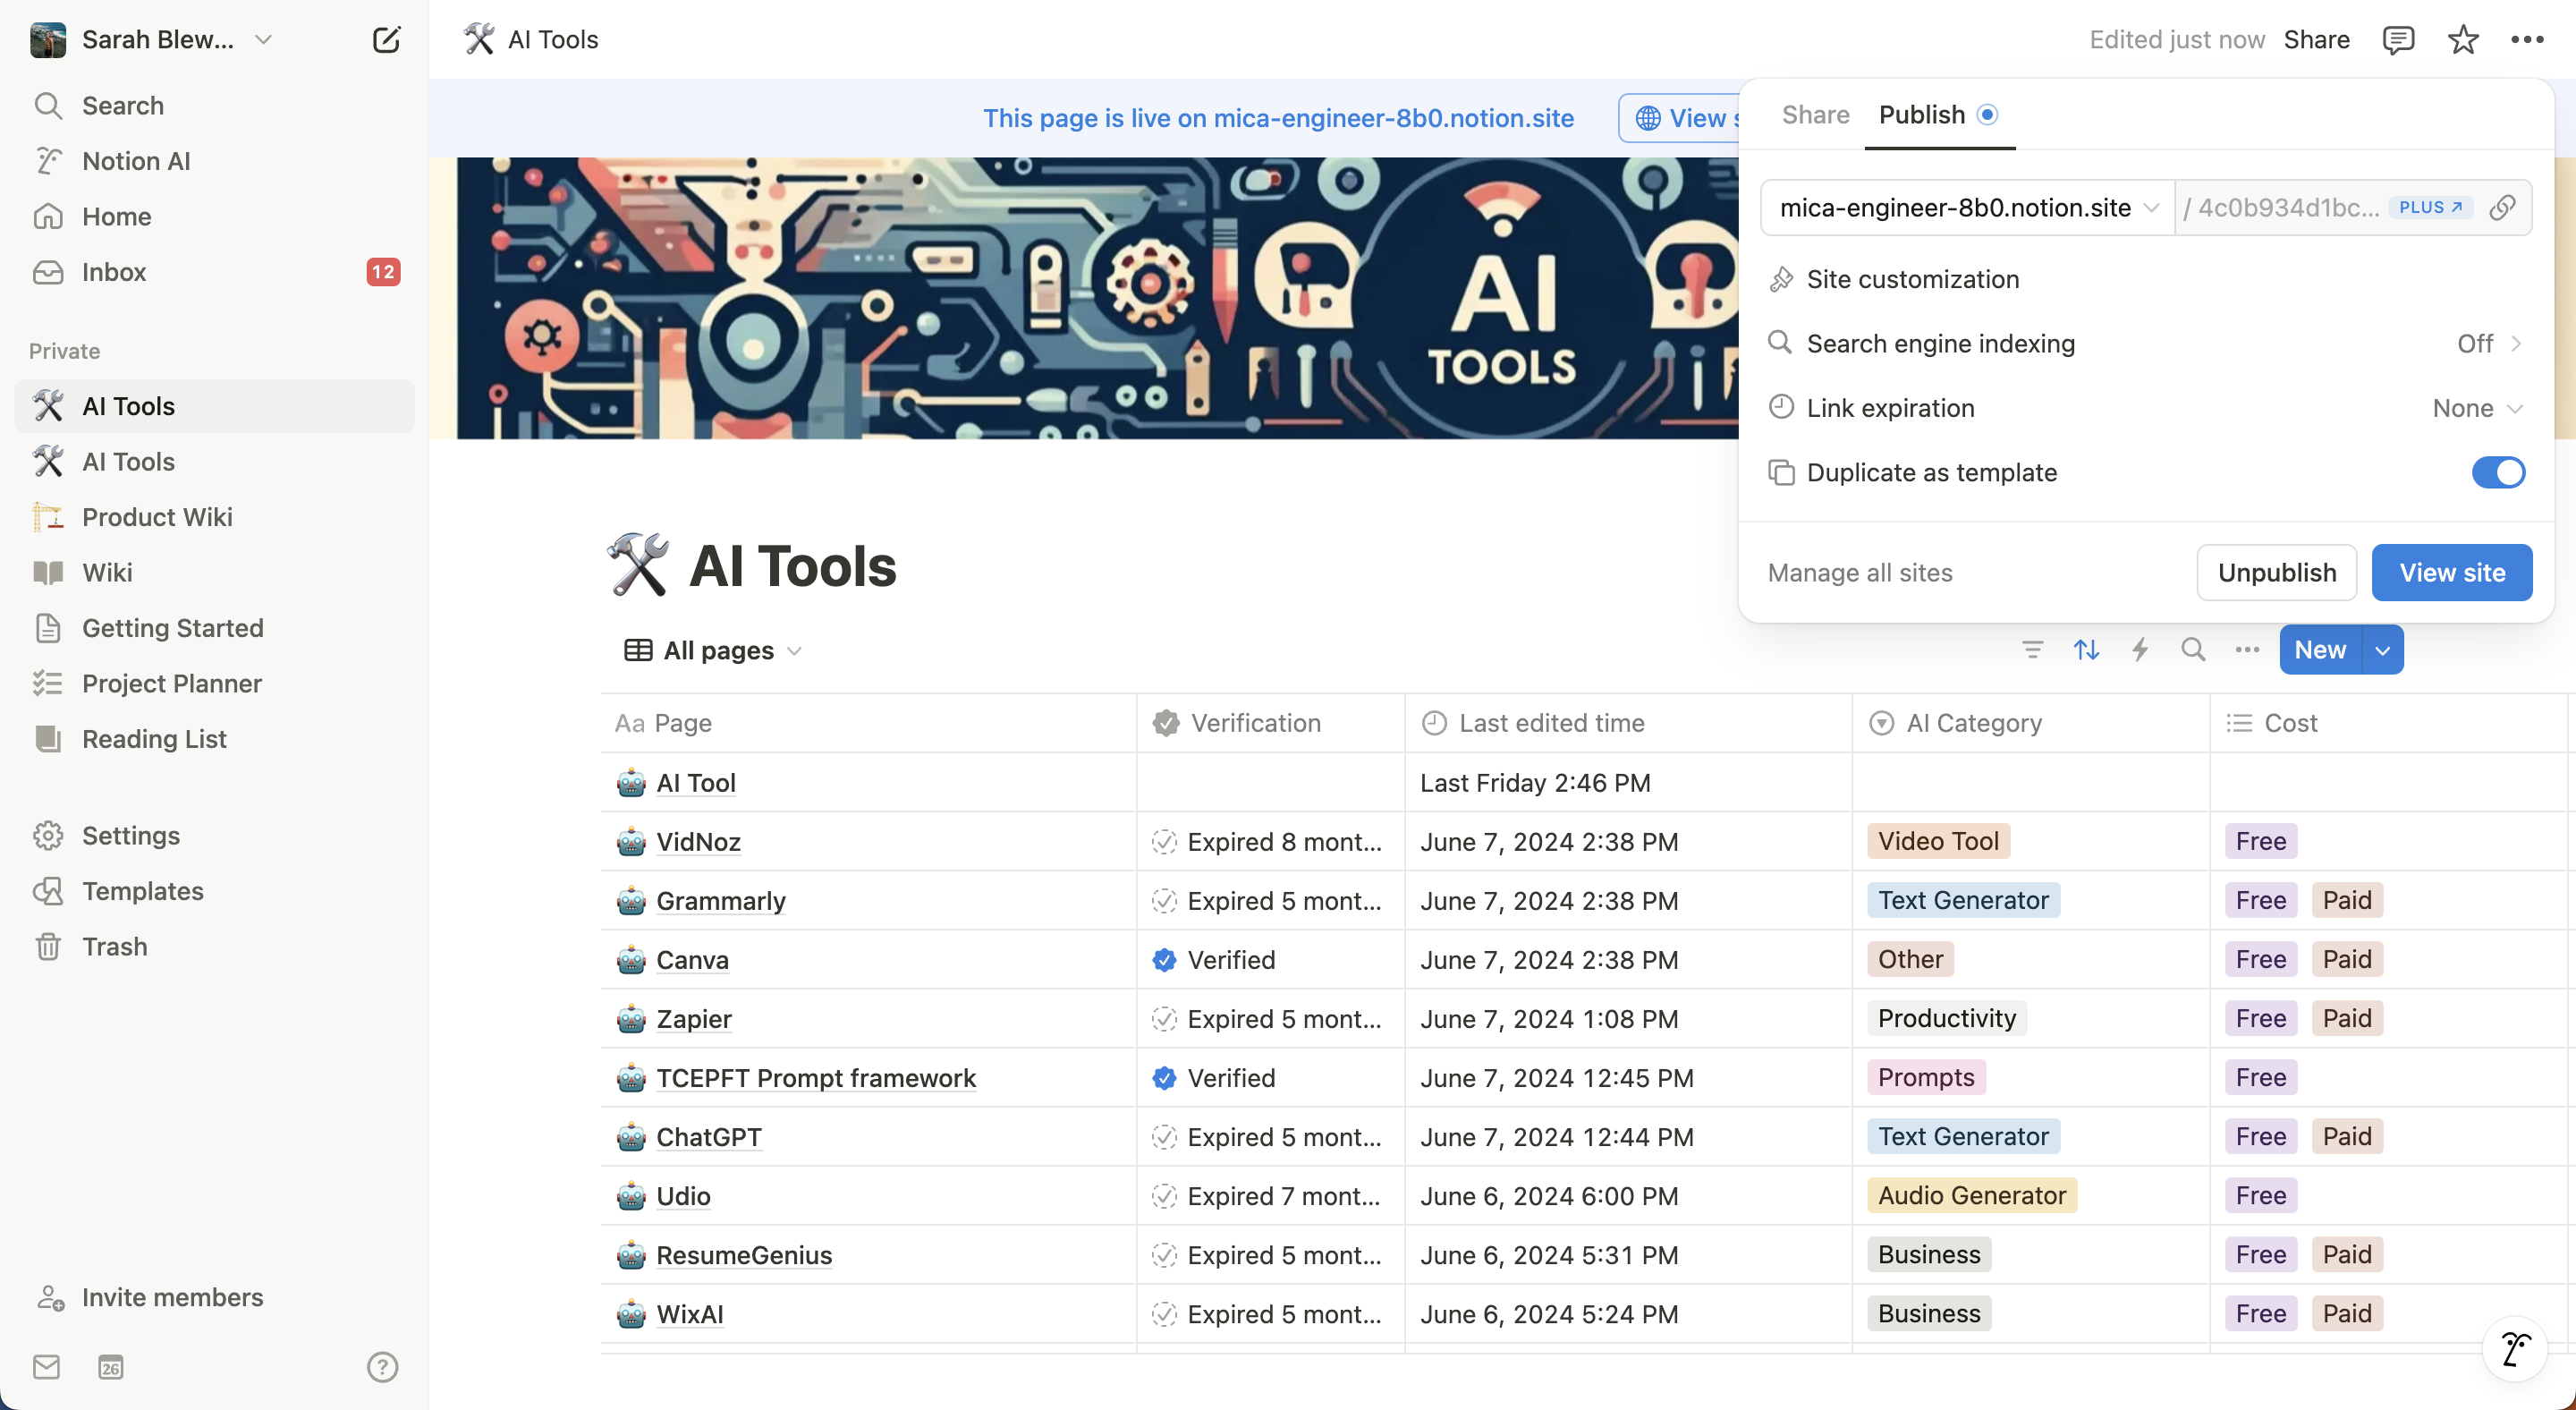 Sarah Blew...
Search
Notion AI
Home
Inbox 12
Private
AI Tools
AI Tools
Product Wiki
Wiki
Getting Started
Project Planner
Reading List
Settings
Templates
Trash
Invite members
26
?
AI Tools
Edited just now Share
This page is live on mica-engineer-8b0.notion.site
View
AI
TOOLS
Share Publish
mica-engineer-8b0.notion.site / 4c0b934d1bc... PLUS ↗
Site customization
Search engine indexing Off
Link expiration None
Duplicate as template
Manage all sites Unpublish View site
AI Tools
All pages
New
Aa Page Verification Last edited time AI Category Cost
AI Tool Last Friday 2:46 PM
VidNoz Expired 8 mont... June 7, 2024 2:38 PM Video Tool Free
Grammarly Expired 5 mont... June 7, 2024 2:38 PM Text Generator Free Paid
Canva Verified June 7, 2024 2:38 PM Other Free Paid
Zapier Expired 5 mont... June 7, 2024 1:08 PM Productivity Free Paid
TCEPFT Prompt framework Verified June 7, 2024 12:45 PM Prompts Free
ChatGPT Expired 5 mont... June 7, 2024 12:44 PM Text Generator Free Paid
Udio Expired 7 mont... June 6, 2024 6:00 PM Audio Generator Free
ResumeGenius Expired 5 mont... June 6, 2024 5:31 PM Business Free Paid
WixAI Expired 5 mont... June 6, 2024 5:24 PM Business Free Paid